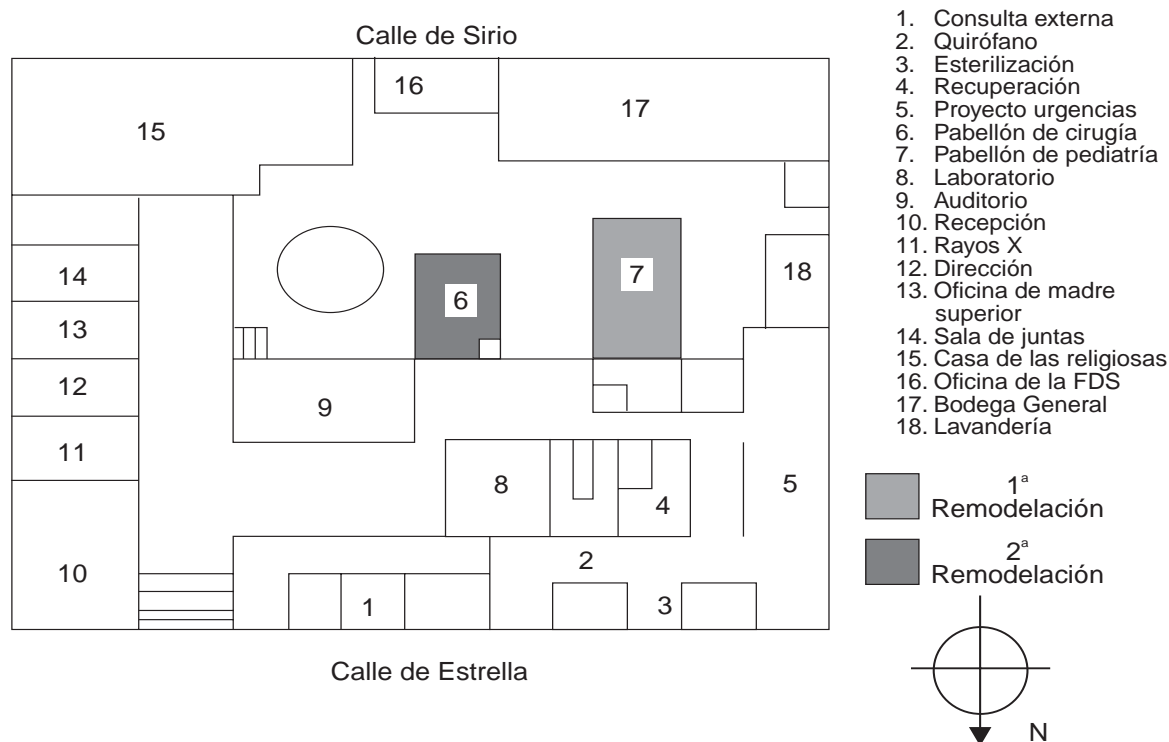 Calle de Sirio
16
15
17
14
7
18
6
13
12
9
11
8
5
4
2
10
1
3
Calle de Estrella
1. Consulta externa
2. Quirófano
3. Esterilización
4. Recuperación
5. Proyecto urgencias
6. Pabellón de cirugía
7. Pabellón de pediatría
8. Laboratorio
9. Auditorio
10. Recepción
11. Rayos X
12. Dirección
13. Oficina de madre
superior
14. Sala de juntas
15. Casa de las religiosas
16. Oficina de la FDS
17. Bodega General
18. Lavandería
1ª
Remodelación
2ª
Remodelación
N